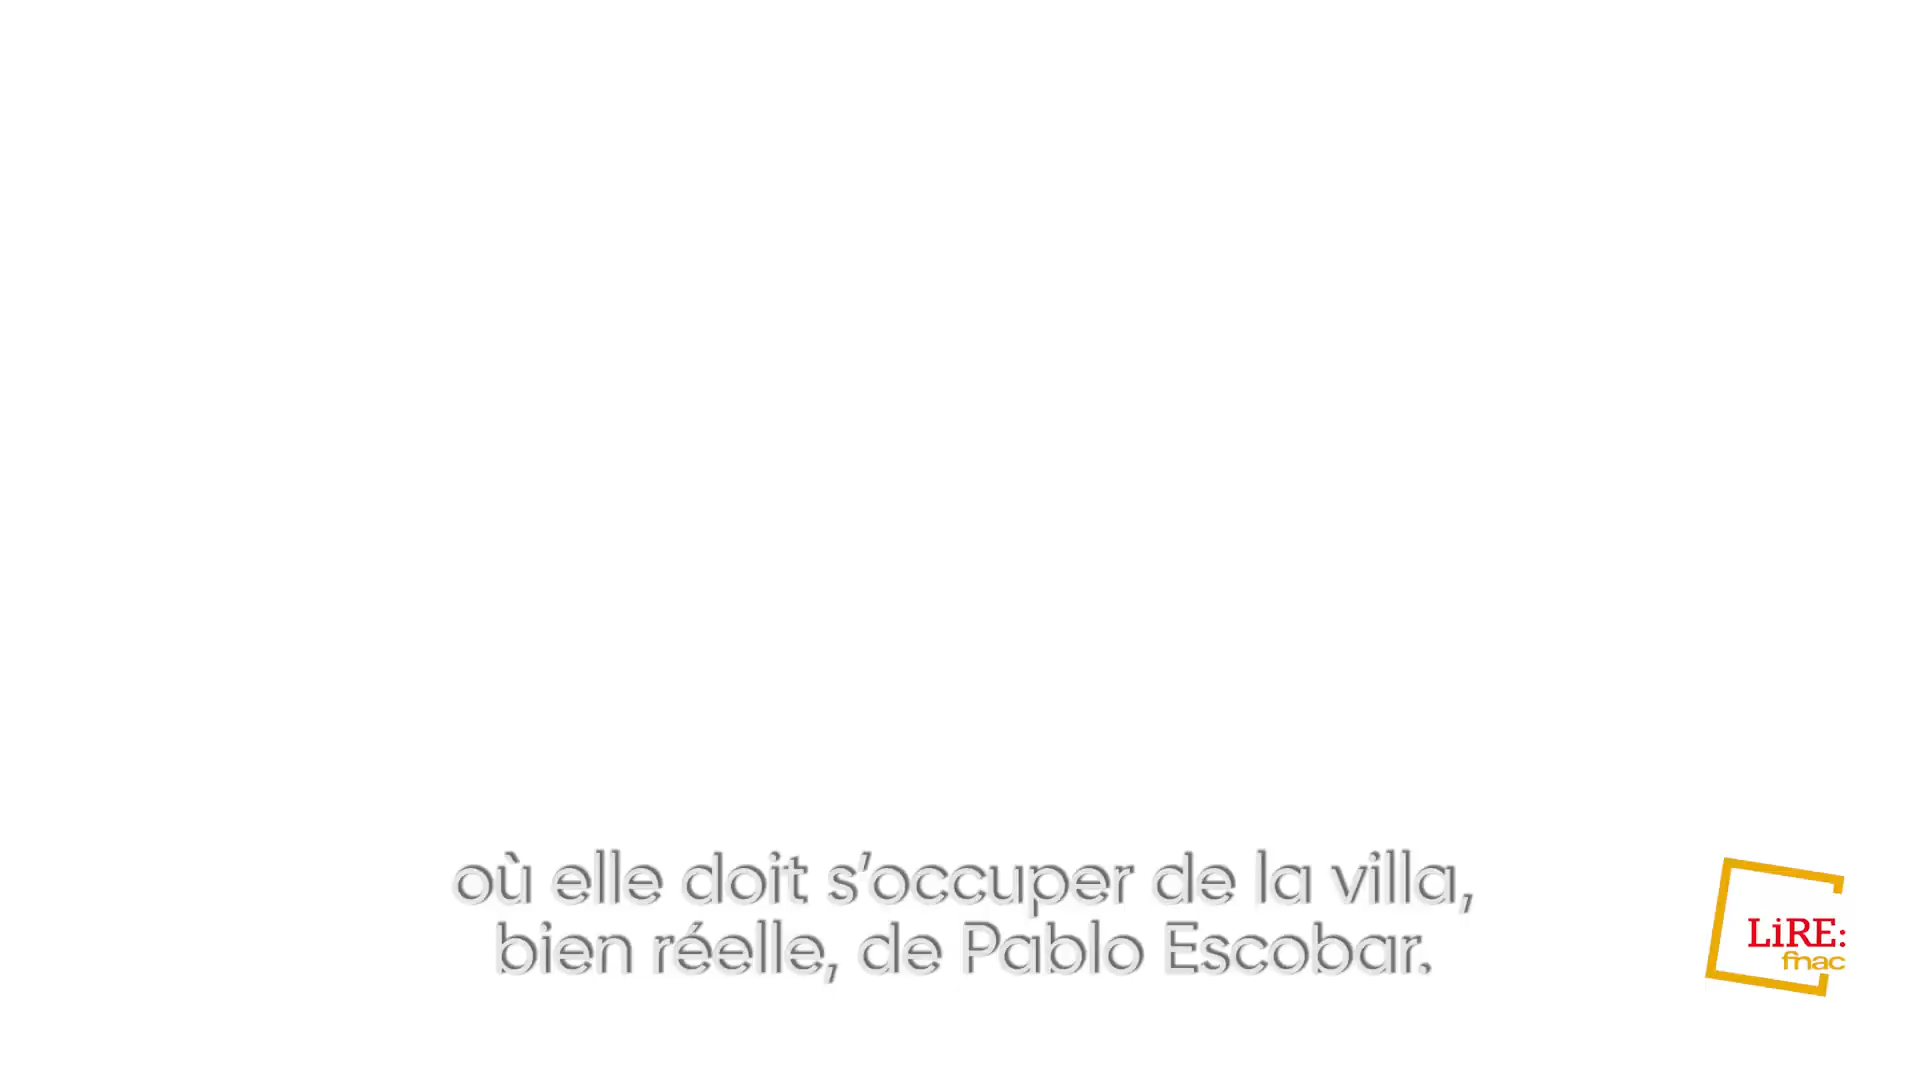 où elle doit s'occuper de la villa,
bien réelle, de Pablo Escobar.
LiRE:
fnac